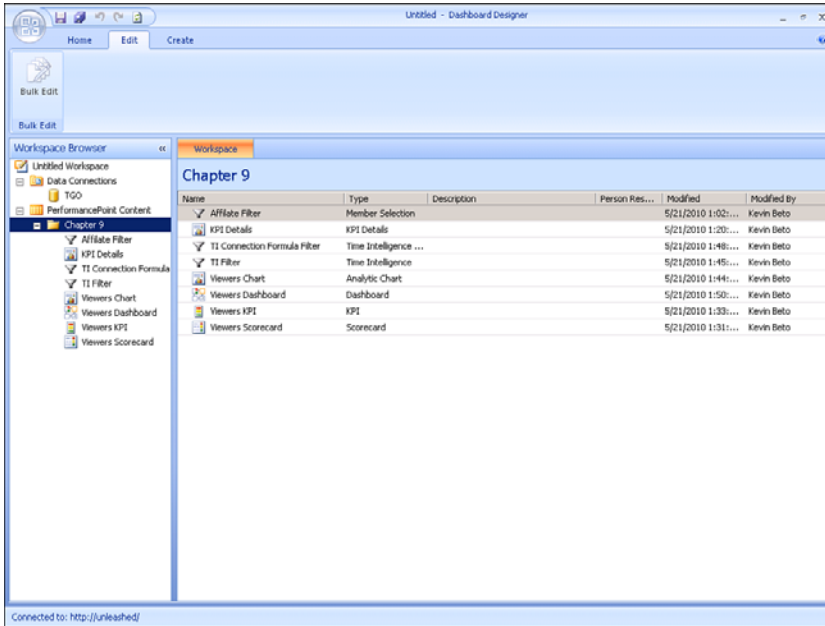 Untitled - Dashboard Designer
Home Edit Create
Bulk Edit
Bulk Edit
Workspace Browser «
Workspace
Untitled Workspace
Data Connections
TGO
PerformancePoint Content
Chapter 9
Affilate Filter
KPI Details
TI Connection Formula
TI Filter
Viewers Chart
Viewers Dashboard
Viewers KPI
Viewers Scorecard
Chapter 9
Name Type Description Person Res... Modified Modified By
Affilate Filter Member Selection 5/21/2010 1:02:... Kevin Beto
KPI Details KPI Details 5/21/2010 1:20:... Kevin Beto
TI Connection Formula Filter Time Intelligence ... 5/21/2010 1:48:... Kevin Beto
TI Filter Time Intelligence 5/21/2010 1:45:... Kevin Beto
Viewers Chart Analytic Chart 5/21/2010 1:44:... Kevin Beto
Viewers Dashboard Dashboard 5/21/2010 1:50:... Kevin Beto
Viewers KPI KPI 5/21/2010 1:33:... Kevin Beto
Viewers Scorecard Scorecard 5/21/2010 1:31:... Kevin Beto
Connected to: http://unleashed/